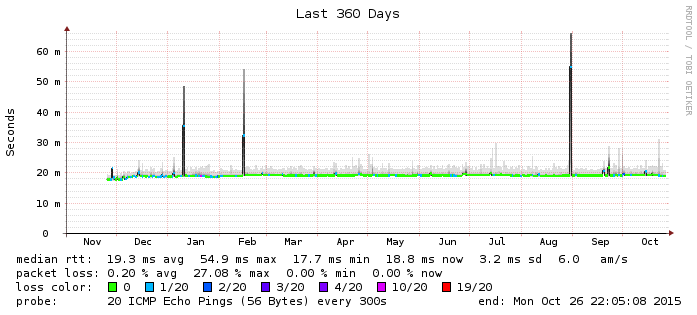 Last 360 Days
RRDTOOL / TOBI OETIKER
Seconds
60 m
50 m
40 m
30 m
20 m
10 m
0
Nov Dec Jan Feb Mar Apr May Jun Jul Aug Sep Oct
median rtt: 19.3 ms avg 54.9 ms max 17.7 ms min 18.8 ms now 3.2 ms sd 6.0 am/s
packet loss: 0.20 % avg 27.08 % max 0.00 % min 0.00 % now
loss color: 0 1/20 2/20 3/20 4/20 10/20 19/20
probe: 20 ICMP Echo Pings (56 Bytes) every 300s end: Mon Oct 26 22:05:08 2015